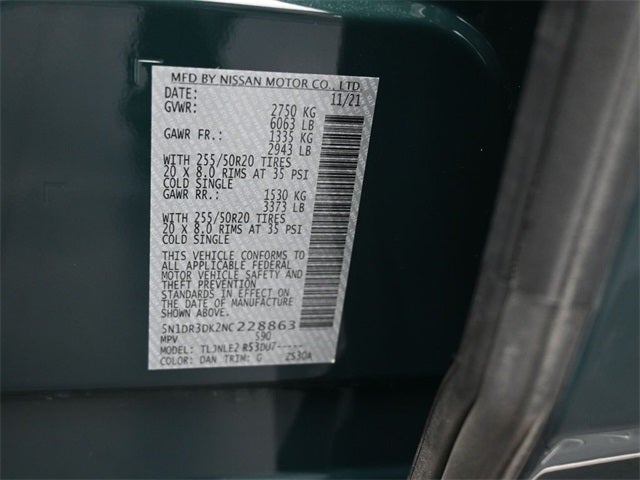 MFD BY NISSAN MOTOR CO., LTD.
DATE: 11/21
GVWR: 2750 KG
6063 LB
GAWR FR.: 1335 KG
2943 LB
WITH 255/50R20 TIRES
20 X 8.0 RIMS AT 35 PSI
COLD SINGLE
GAWR RR.: 1530 KG
3373 LB
WITH 255/50R20 TIRES
20 X 8.0 RIMS AT 35 PSI
COLD SINGLE
THIS VEHICLE CONFORMS TO
ALL APPLICABLE FEDERAL
MOTOR VEHICLE SAFETY AND
THEFT PREVENTION
STANDARDS IN EFFECT ON
THE DATE OF MANUFACTURE
SHOWN ABOVE.
5N1DR3DK2NC228863
MPV S90
MODEL: TLJNLE2 R53DU7-----
COLOR: DAN TRIM: G